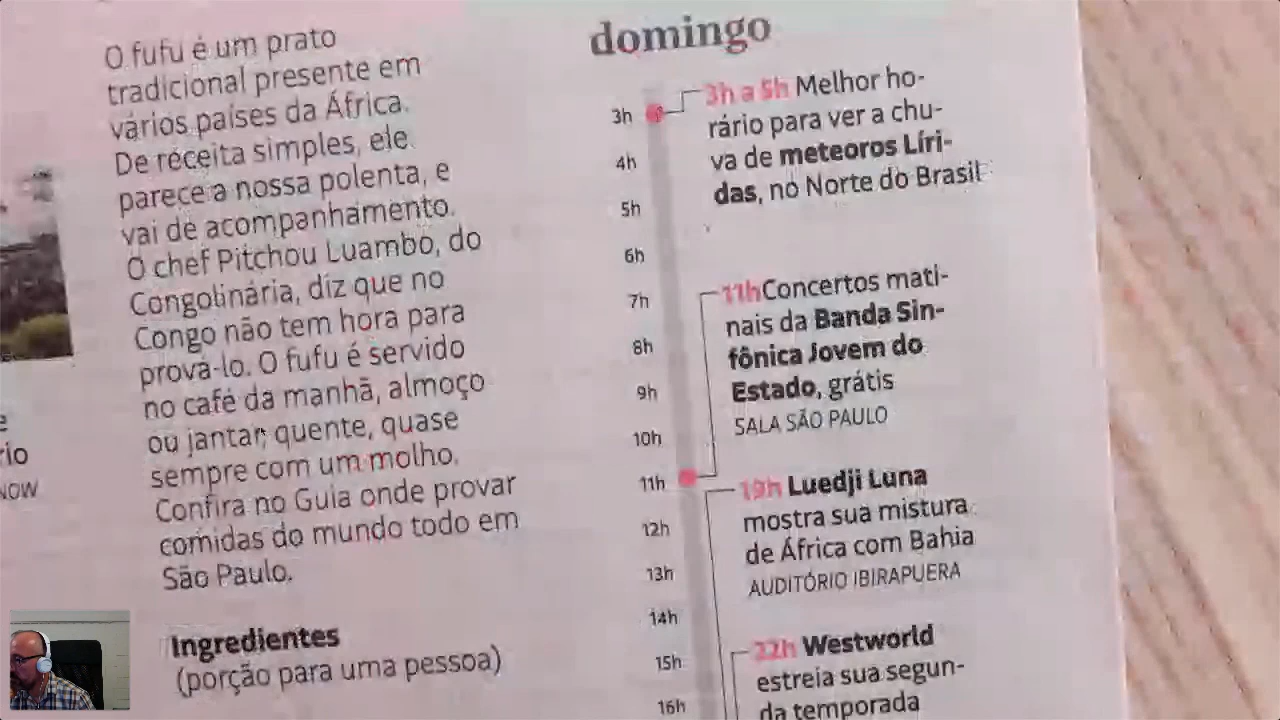 O fufu é um prato
tradicional presente em
vários países da África.
De receita simples, ele
parece a nossa polenta, e
vai de acompanhamento.
O chef Pitchou Luambo, do
Congolinária, diz que no
Congo não tem hora para
prová-lo. O fufu é servido
no café da manhã, almoço
ou jantar, quente, quase
sempre com um molho.
Confira no Guia onde provar
comidas do mundo todo em
São Paulo.
Ingredientes
(porção para uma pessoa)
domingo
3h
4h
5h
6h
7h
8h
9h
10h
11h
12h
13h
14h
15h
16h
3h a 5h Melhor ho-
rário para ver a chu-
va de meteoros Líri-
das, no Norte do Brasil
11h Concertos mati-
nais da Banda Sin-
fônica Jovem do
Estado, grátis
SALA SÃO PAULO
19h Luedji Luna
mostra sua mistura
de África com Bahia
AUDITÓRIO IBIRAPUERA
22h Westworld
estreia sua segun-
da temporada